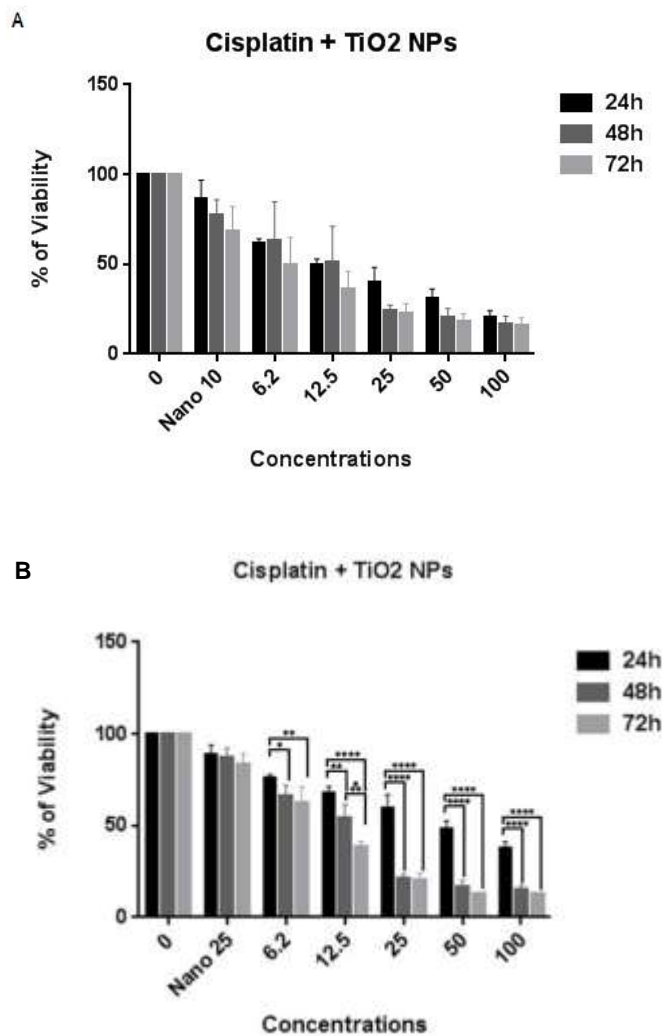 A
Cisplatin + TiO2 NPs
150
100
50
0
% of Viability
24h
48h
72h
0
Nano 10
6.2
12.5
25
50
100
Concentrations
B
Cisplatin + TiO2 NPs
150
100
50
0
% of Viability
24h
48h
72h
**
*
****
**
*
**
****
****
****
****
****
****
0
Nano 25
6.2
12.5
25
50
100
Concentrations